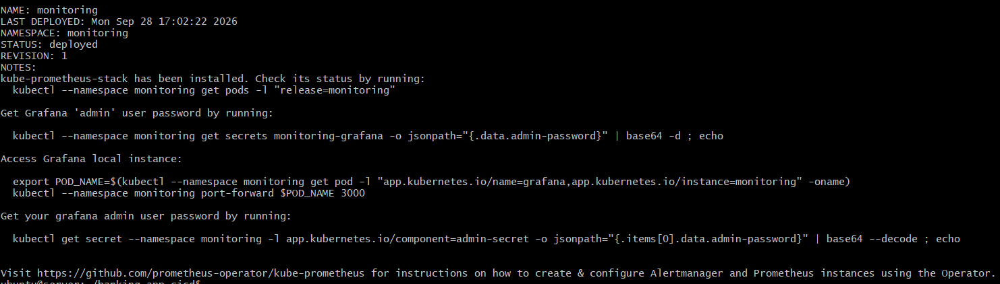 NAME: monitoring
LAST DEPLOYED: Mon Sep 28 17:02:22 2026
NAMESPACE: monitoring
STATUS: deployed
REVISION: 1
NOTES:
kube-prometheus-stack has been installed. Check its status by running:
  kubectl --namespace monitoring get pods -l "release=monitoring"

Get Grafana 'admin' user password by running:

  kubectl --namespace monitoring get secrets monitoring-grafana -o jsonpath="{.data.admin-password}" | base64 -d ; echo

Access Grafana local instance:

  export POD_NAME=$(kubectl --namespace monitoring get pod -l "app.kubernetes.io/name=grafana,app.kubernetes.io/instance=monitoring" -oname)
  kubectl --namespace monitoring port-forward $POD_NAME 3000

Get your grafana admin user password by running:

  kubectl get secret --namespace monitoring -l app.kubernetes.io/component=admin-secret -o jsonpath="{.items[0].data.admin-password}" | base64 --decode ; echo


Visit https://github.com/prometheus-operator/kube-prometheus for instructions on how to create & configure Alertmanager and Prometheus instances using the Operator.